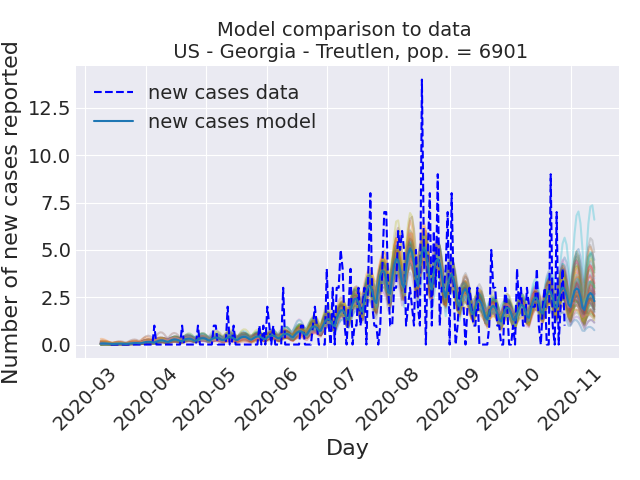 Model comparison to data
US - Georgia - Treutlen, pop. = 6901
new cases data
new cases model
Number of new cases reported
12.5
10.0
7.5
5.0
2.5
0.0
2020-03
2020-04
2020-05
2020-06
2020-07
2020-08
2020-09
2020-10
2020-11
Day